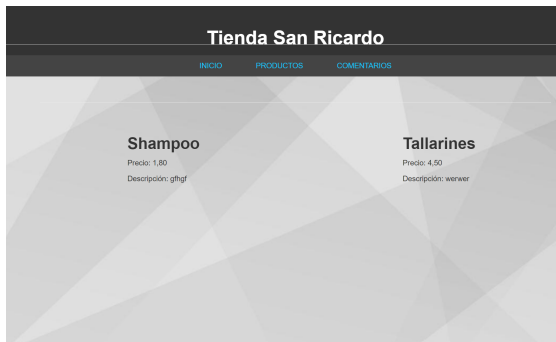 Tienda San Ricardo
INICIO PRODUCTOS COMENTARIOS
Shampoo
Precio: 1,80
Descripción: gfhgf
Tallarines
Precio: 4,50
Descripción: werwer